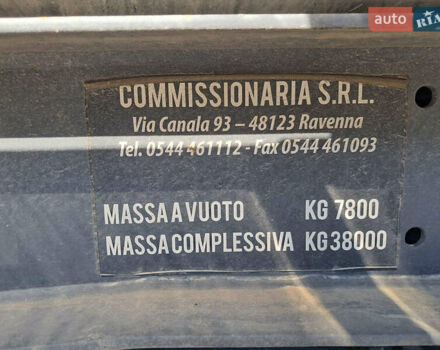 auto RIA
COMMISSIONARIA S.R.L.
Via Canala 93 – 48123 Ravenna
Tel. 0544 461112 - Fax 0544 461093
MASSA A VUOTO KG 7800
MASSA COMPLESSIVA KG 38000